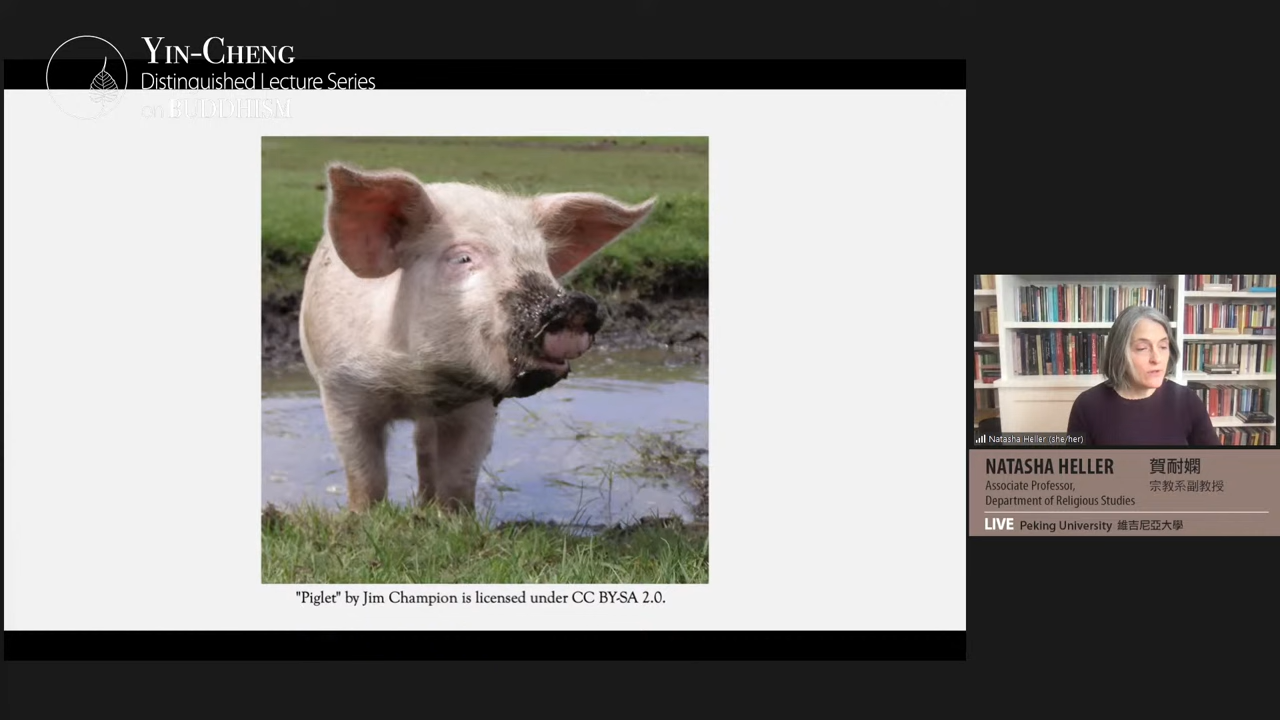 YIN-CHENG
Distinguished Lecture Series
on BUDDHISM
"Piglet" by Jim Champion is licensed under CC BY-SA 2.0.
Natasha Heller (she/her)
NATASHA HELLER 賀耐嫻
Associate Professor, 宗教系副教授
Department of Religious Studies
LIVE Peking University 維吉尼亞大學